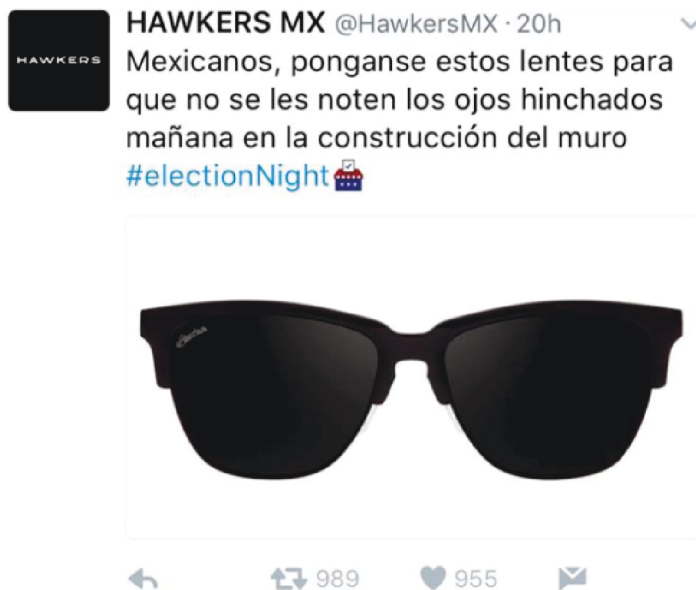 HAWKERS
HAWKERS MX @HawkersMX · 20h
Mexicanos, ponganse estos lentes para
que no se les noten los ojos hinchados
mañana en la construcción del muro
#electionNight
989 955